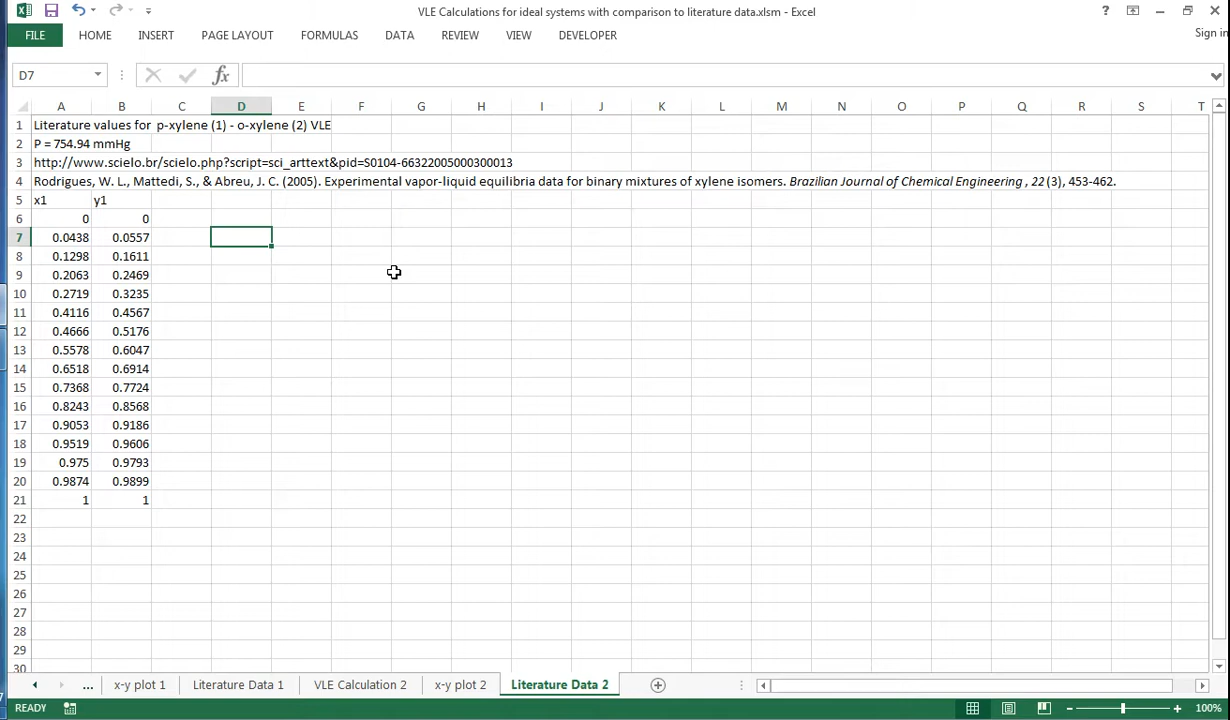 VLE Calculations for ideal systems with comparison to literature data.xlsm - Excel
?
Sign in
FILE HOME INSERT PAGE LAYOUT FORMULAS DATA REVIEW VIEW DEVELOPER
D7 fx
A B C D E F G H I J K L M N O P Q R S T
1 Literature values for p-xylene (1) - o-xylene (2) VLE
2 P = 754.94 mmHg
3 http://www.scielo.br/scielo.php?script=sci_arttext&pid=S0104-66322005000300013
4 Rodrigues, W. L., Mattedi, S., & Abreu, J. C. (2005). Experimental vapor-liquid equilibria data for binary mixtures of xylene isomers. Brazilian Journal of Chemical Engineering , 22 (3), 453-462.
5 x1 y1
6 0 0
7 0.0438 0.0557
8 0.1298 0.1611
9 0.2063 0.2469
10 0.2719 0.3235
11 0.4116 0.4567
12 0.4666 0.5176
13 0.5578 0.6047
14 0.6518 0.6914
15 0.7368 0.7724
16 0.8243 0.8568
17 0.9053 0.9186
18 0.9519 0.9606
19 0.975 0.9793
20 0.9874 0.9899
21 1 1
22
23
24
25
26
27
28
29
30
... x-y plot 1 Literature Data 1 VLE Calculation 2 x-y plot 2 Literature Data 2
READY 100%